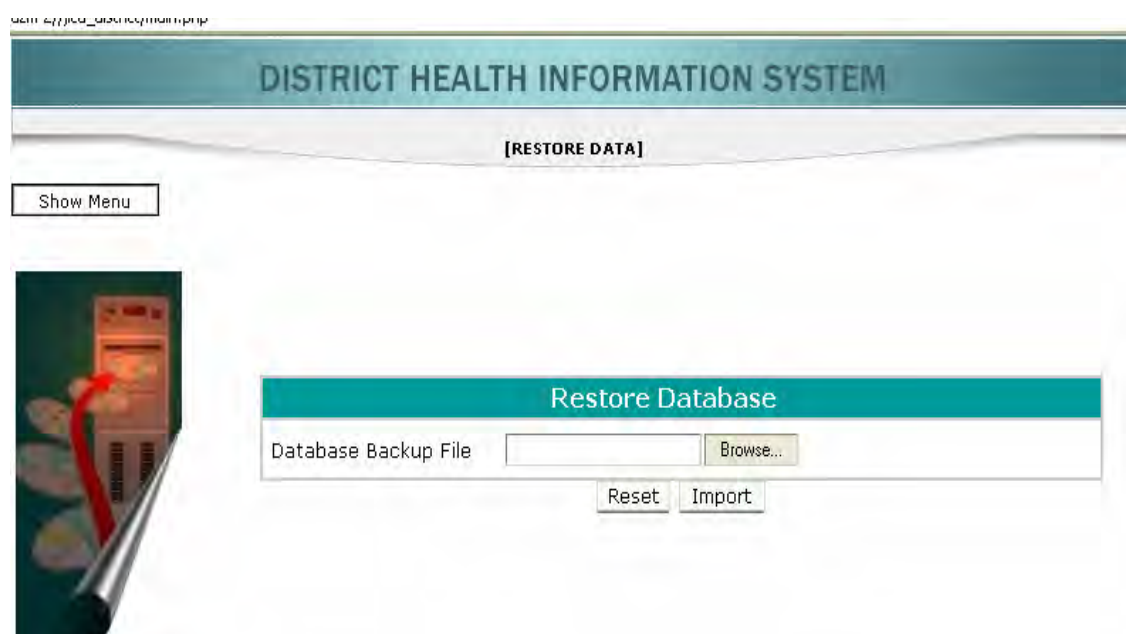 DISTRICT HEALTH INFORMATION SYSTEM
[RESTORE DATA]
Show Menu
Restore Database
Database Backup File Browse...
Reset Import